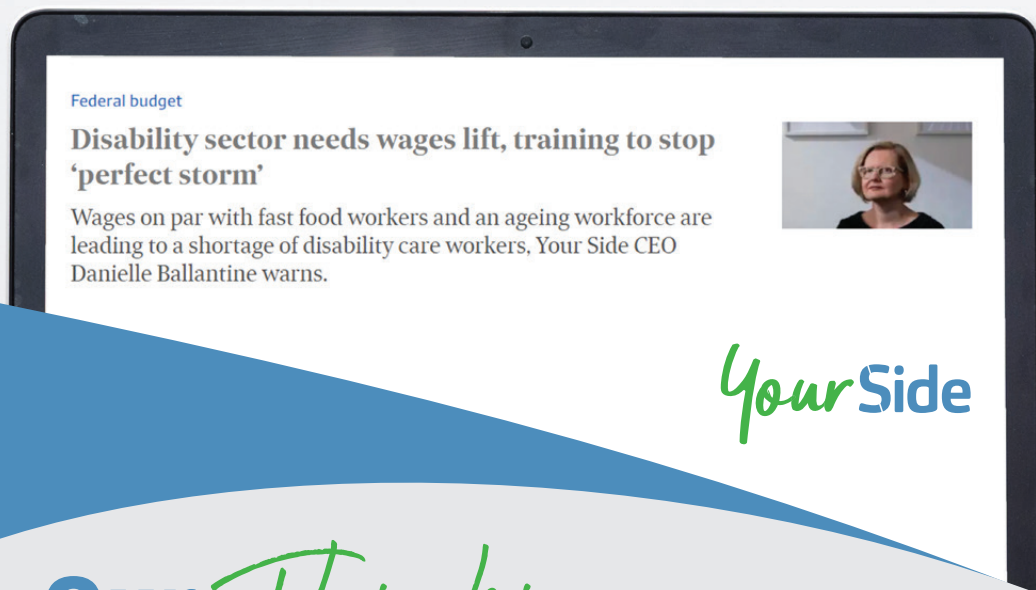 Federal budget
Disability sector needs wages lift, training to stop
‘perfect storm’
Wages on par with fast food workers and an ageing workforce are
leading to a shortage of disability care workers, Your Side CEO
Danielle Ballantine warns.
Your Side